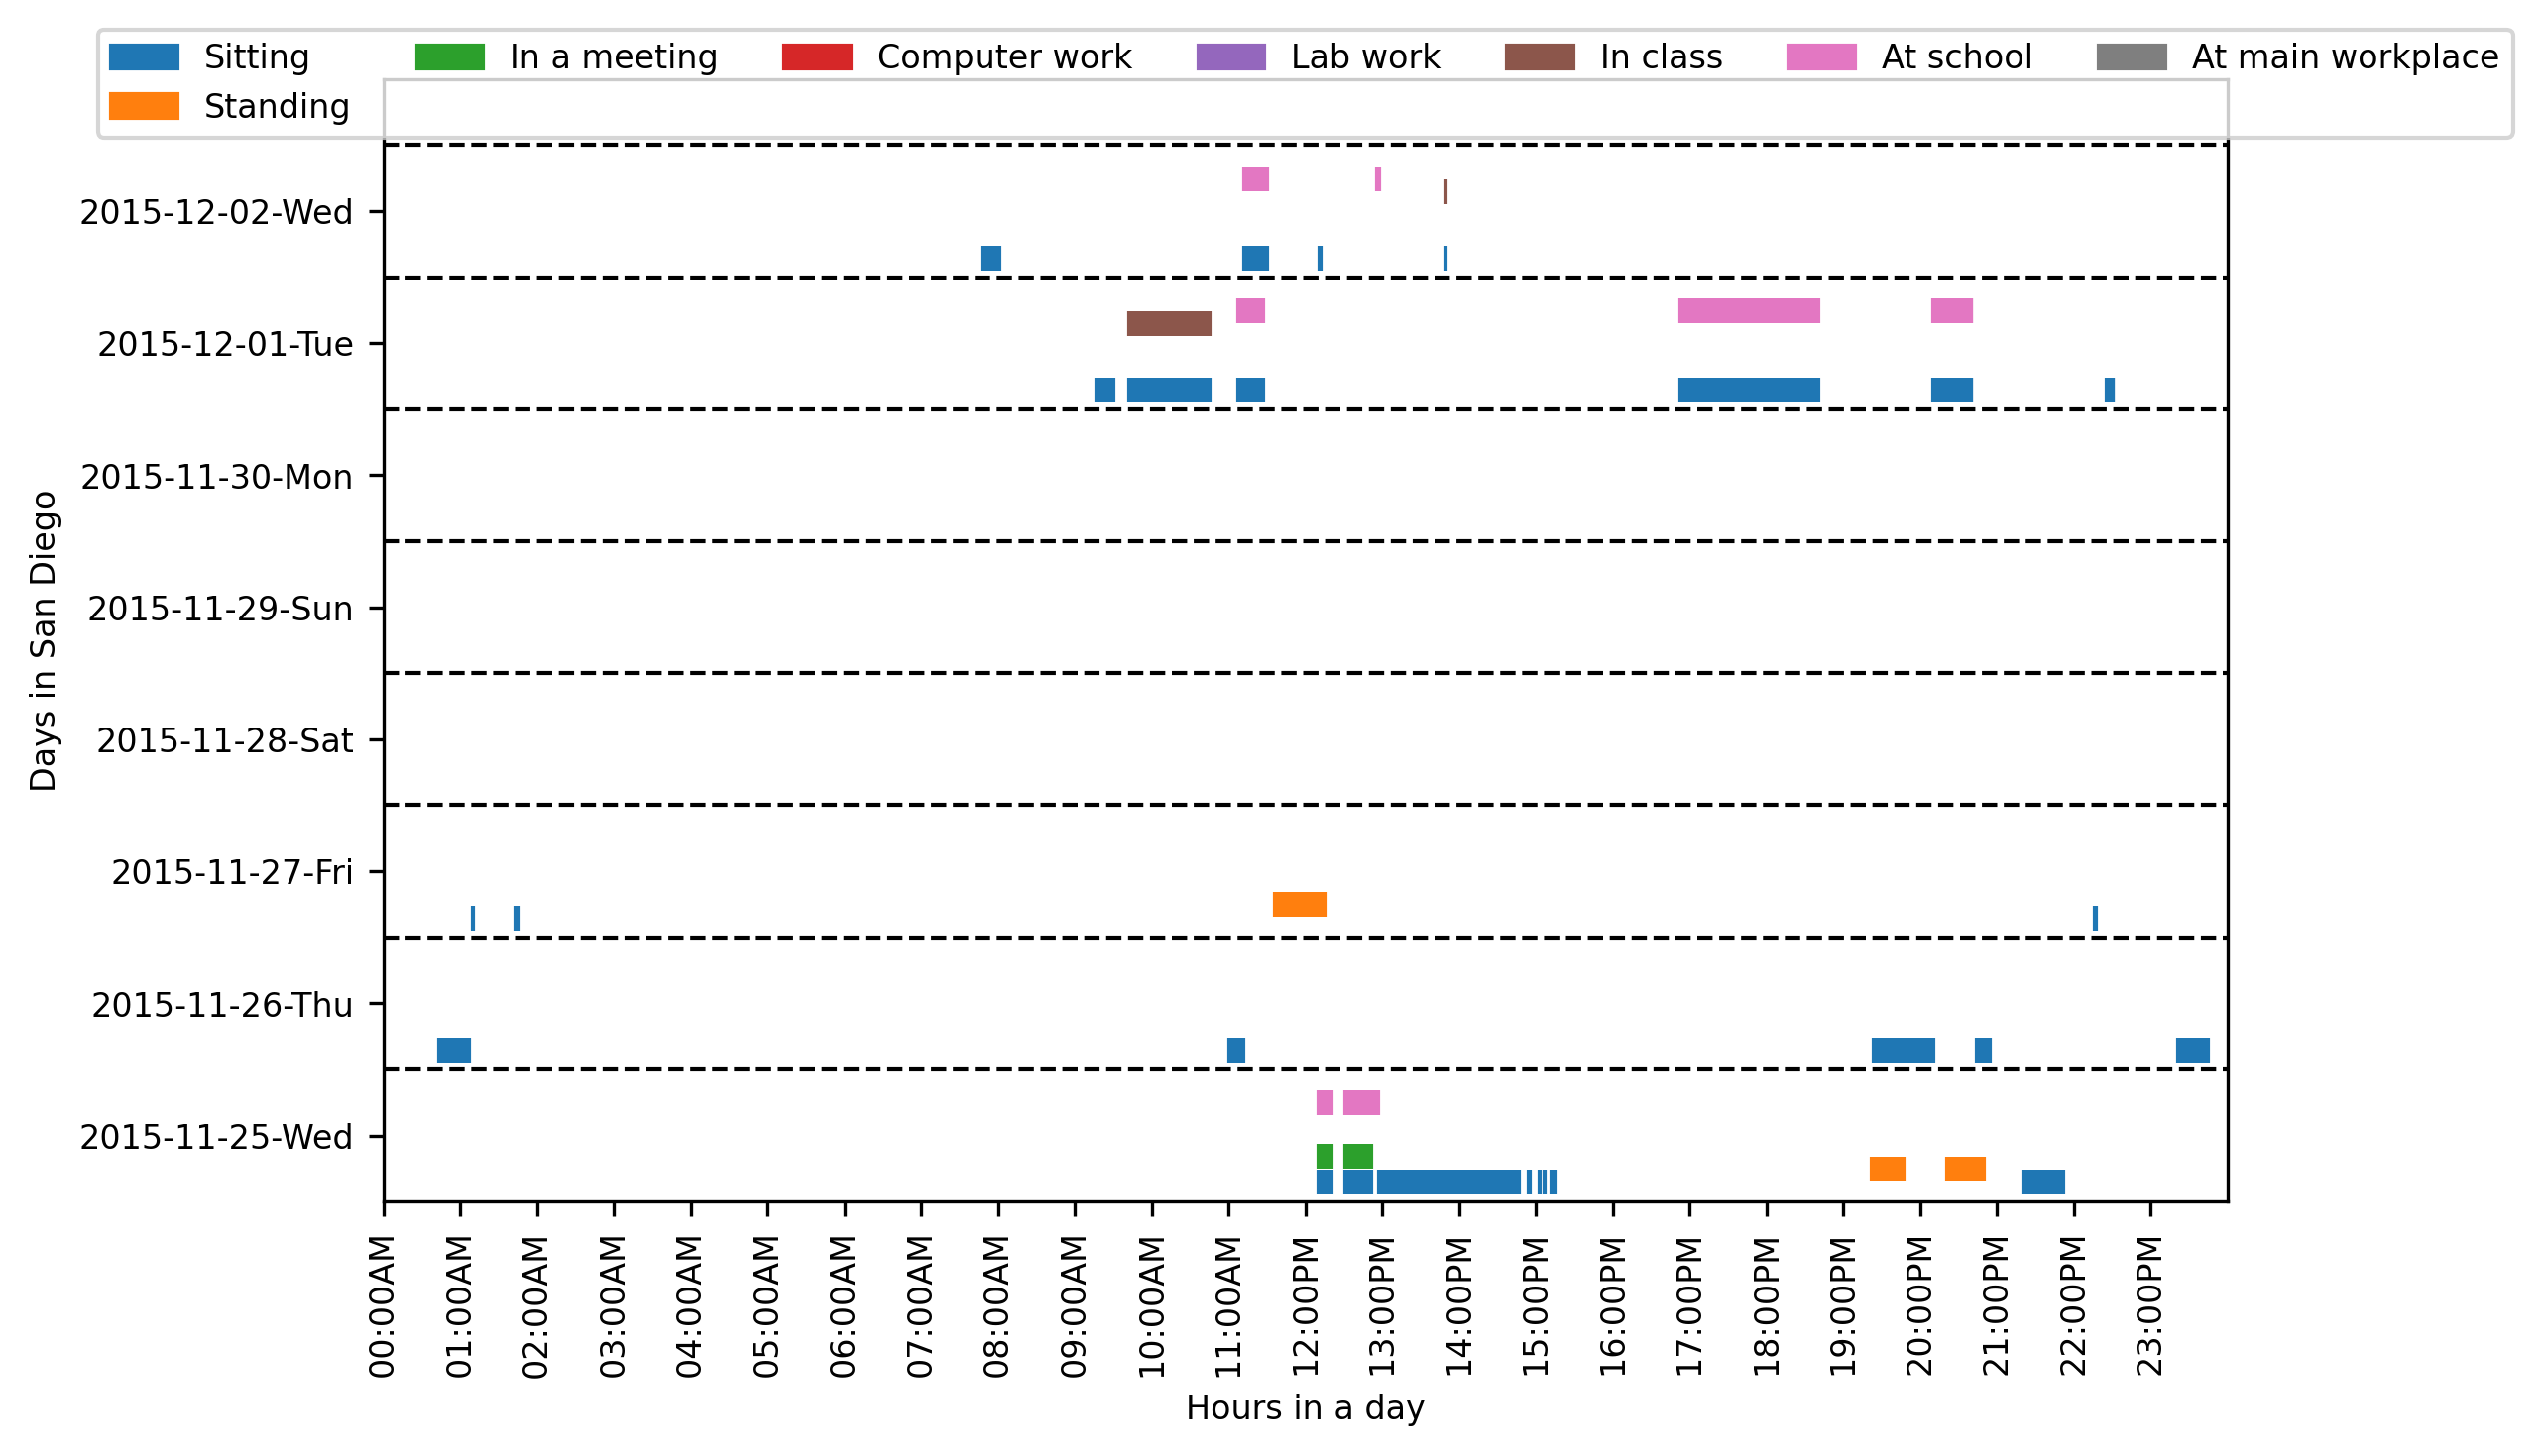 Sitting In a meeting Computer work Lab work In class At school At main workplace
Standing
2015-12-02-Wed
2015-12-01-Tue
2015-11-30-Mon
2015-11-29-Sun
2015-11-28-Sat
2015-11-27-Fri
2015-11-26-Thu
2015-11-25-Wed
Days in San Diego
00:00AM 01:00AM 02:00AM 03:00AM 04:00AM 05:00AM 06:00AM 07:00AM 08:00AM 09:00AM 10:00AM 11:00AM 12:00PM 13:00PM 14:00PM 15:00PM 16:00PM 17:00PM 18:00PM 19:00PM 20:00PM 21:00PM 22:00PM 23:00PM
Hours in a day